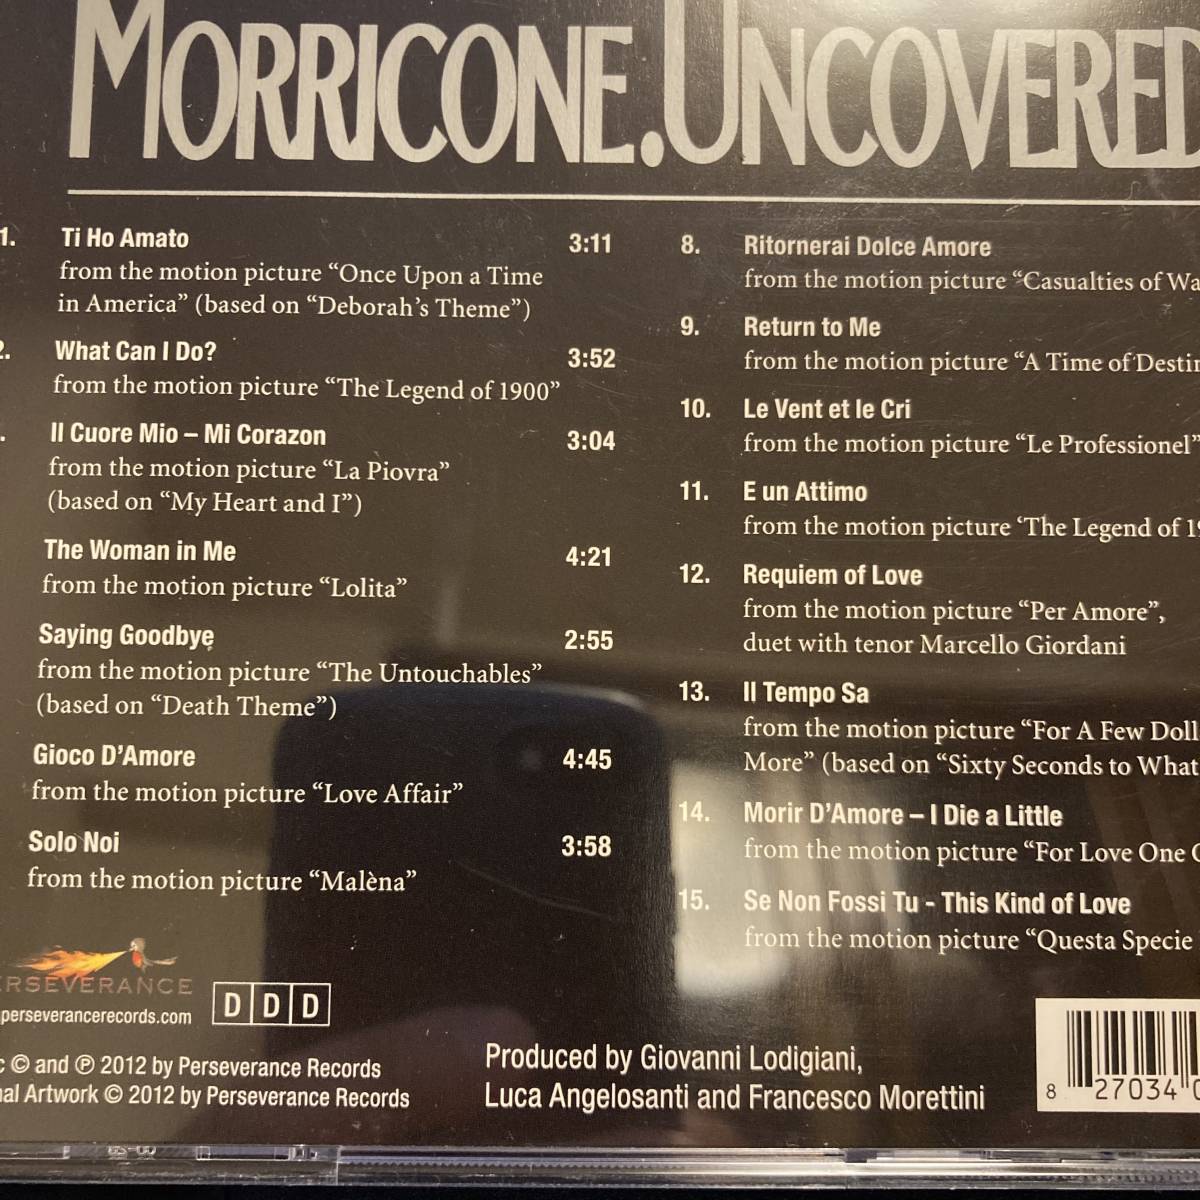 MORRICONE.UNCOVERED
1. Ti Ho Amato 3:11
from the motion picture “Once Upon a Time
in America” (based on “Deborah’s Theme”)
2. What Can I Do? 3:52
from the motion picture “The Legend of 1900”
. Il Cuore Mio – Mi Corazon 3:04
from the motion picture “La Piovra”
(based on “My Heart and I”)
The Woman in Me 4:21
from the motion picture “Lolita”
Saying Goodbye 2:55
from the motion picture “The Untouchables”
(based on “Death Theme”)
Gioco D’Amore 4:45
from the motion picture “Love Affair”
Solo Noi 3:58
from the motion picture “Malèna”
8. Ritornerai Dolce Amore
from the motion picture “Casualties of Wa
9. Return to Me
from the motion picture “A Time of Destin
10. Le Vent et le Cri
from the motion picture “Le Professionel”
11. E un Attimo
from the motion picture ‘The Legend of 19
12. Requiem of Love
from the motion picture “Per Amore”,
duet with tenor Marcello Giordani
13. Il Tempo Sa
from the motion picture “For A Few Doll
More” (based on “Sixty Seconds to What
14. Morir D’Amore – I Die a Little
from the motion picture “For Love One
15. Se Non Fossi Tu - This Kind of Love
from the motion picture “Questa Specie
ERSEVERANCE
perseverancerecords.com
D D D
c © and ℗ 2012 by Perseverance Records
nal Artwork © 2012 by Perseverance Records
Produced by Giovanni Lodigiani,
Luca Angelosanti and Francesco Morettini
8 27034